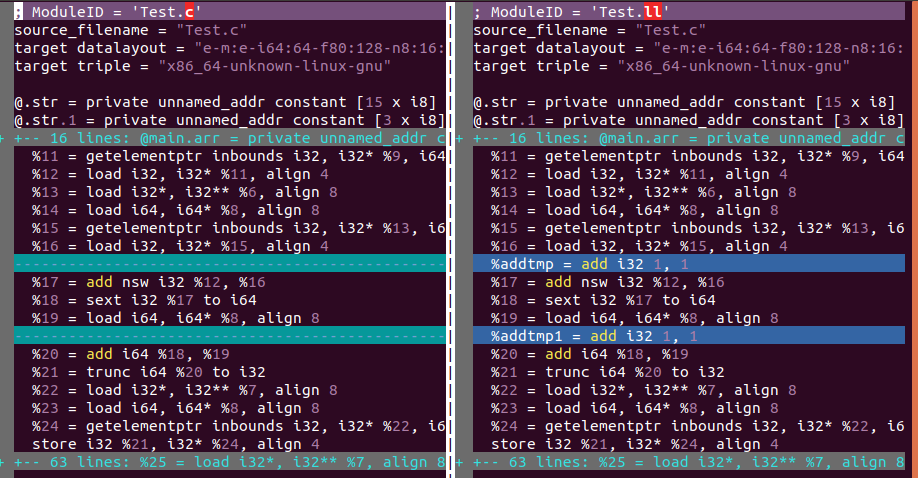 ; ModuleID = 'Test.c'
source_filename = "Test.c"
target datalayout = "e-m:e-i64:64-f80:128-n8:16:
target triple = "x86_64-unknown-linux-gnu"
@.str = private unnamed_addr constant [15 x i8]
@.str.1 = private unnamed_addr constant [3 x i8]
+ +-- 16 lines: @main.arr = private unnamed_addr c
%11 = getelementptr inbounds i32, i32* %9, i64
%12 = load i32, i32* %11, align 4
%13 = load i32*, i32** %6, align 8
%14 = load i64, i64* %8, align 8
%15 = getelementptr inbounds i32, i32* %13, i6
%16 = load i32, i32* %15, align 4
%17 = add nsw i32 %12, %16
%18 = sext i32 %17 to i64
%19 = load i64, i64* %8, align 8
%20 = add i64 %18, %19
%21 = trunc i64 %20 to i32
%22 = load i32*, i32** %7, align 8
%23 = load i64, i64* %8, align 8
%24 = getelementptr inbounds i32, i32* %22, i6
store i32 %21, i32* %24, align 4
+ +-- 63 lines: %25 = load i32*, i32** %7, align 8
; ModuleID = 'Test.ll'
source_filename = "Test.c"
target datalayout = "e-m:e-i64:64-f80:128-n8:16:
target triple = "x86_64-unknown-linux-gnu"
@.str = private unnamed_addr constant [15 x i8]
@.str.1 = private unnamed_addr constant [3 x i8]
+ +-- 16 lines: @main.arr = private unnamed_addr c
%11 = getelementptr inbounds i32, i32* %9, i64
%12 = load i32, i32* %11, align 4
%13 = load i32*, i32** %6, align 8
%14 = load i64, i64* %8, align 8
%15 = getelementptr inbounds i32, i32* %13, i6
%16 = load i32, i32* %15, align 4
%addtmp = add i32 1, 1
%17 = add nsw i32 %12, %16
%18 = sext i32 %17 to i64
%19 = load i64, i64* %8, align 8
%addtmp1 = add i32 1, 1
%20 = add i64 %18, %19
%21 = trunc i64 %20 to i32
%22 = load i32*, i32** %7, align 8
%23 = load i64, i64* %8, align 8
%24 = getelementptr inbounds i32, i32* %22, i6
store i32 %21, i32* %24, align 4
+ +-- 63 lines: %25 = load i32*, i32** %7, align 8